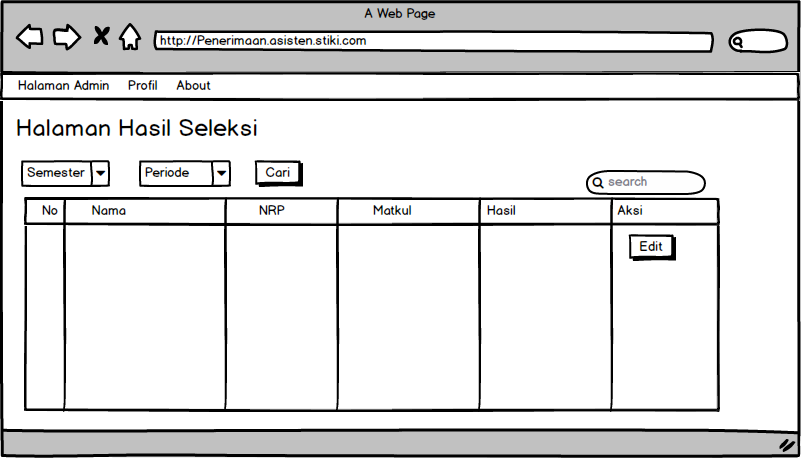 A Web Page
http://Penerimaan.asisten.stiki.com
Halaman Admin Profil About
Halaman Hasil Seleksi
Semester Periode Cari search
No Nama NRP Matkul Hasil Aksi
Edit